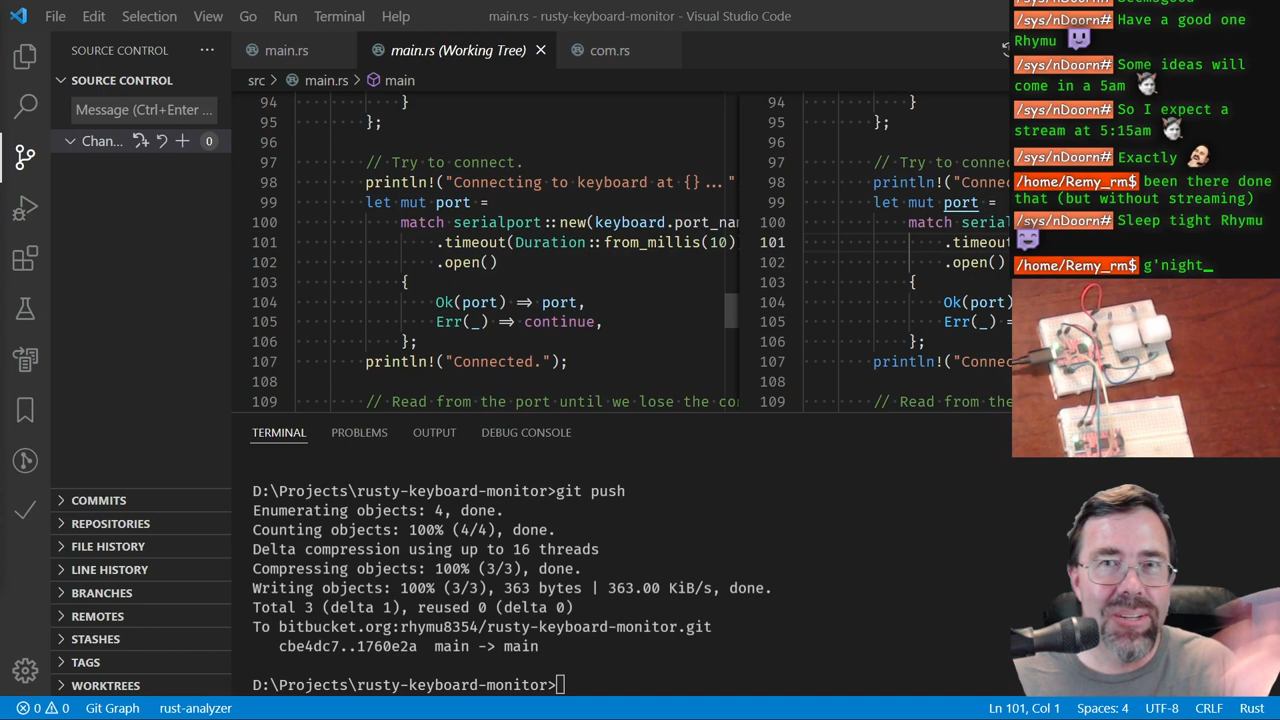 File Edit Selection View Go Run Terminal Help main.rs - rusty-keyboard-monitor - Visual Studio Code
SOURCE CONTROL ···
main.rs
main.rs (Working Tree)
com.rs
SOURCE CONTROL
src > main.rs > main
Message (Ctrl+Enter ...
Chan... 0
94 }
95 };
96
97 // Try to connect.
98 println!("Connecting to keyboard at {}..."
99 let mut port =
100 match serialport::new(keyboard.port_na
101 .timeout(Duration::from_millis(10)
102 .open()
103 {
104 Ok(port) => port,
105 Err(_) => continue,
106 };
107 println!("Connected.");
108
109 // Read from the port until we lose the co
94 }
95 };
96
97 // Try to conne
98 println!("Conne
99 let mut port =
100 match seria
101 .timeou
102 .open()
103 {
104 Ok(port)
105 Err(_) =
106 };
107 println!("Connec
108
109 // Read from the
TERMINAL PROBLEMS OUTPUT DEBUG CONSOLE
D:\Projects\rusty-keyboard-monitor>git push
Enumerating objects: 4, done.
Counting objects: 100% (4/4), done.
Delta compression using up to 16 threads
Compressing objects: 100% (3/3), done.
Writing objects: 100% (3/3), 363 bytes | 363.00 KiB/s, done.
Total 3 (delta 1), reused 0 (delta 0)
To bitbucket.org:rhymu8354/rusty-keyboard-monitor.git
cbe4dc7..1760e2a main -> main
D:\Projects\rusty-keyboard-monitor>
COMMITS
REPOSITORIES
FILE HISTORY
LINE HISTORY
BRANCHES
REMOTES
STASHES
TAGS
WORKTREES
0 0 Git Graph rust-analyzer Ln 101, Col 1 Spaces: 4 UTF-8 CRLF Rust
/sys/nDoorn# Have a good one
Rhymu
/sys/nDoorn# Some ideas will
come in a 5am
/sys/nDoorn# So I expect a
stream at 5:15am
/sys/nDoorn# Exactly
/home/Remy_rm$ been there done
that (but without streaming)
/sys/nDoorn# Sleep tight Rhymu
/home/Remy_rm$ g'night_